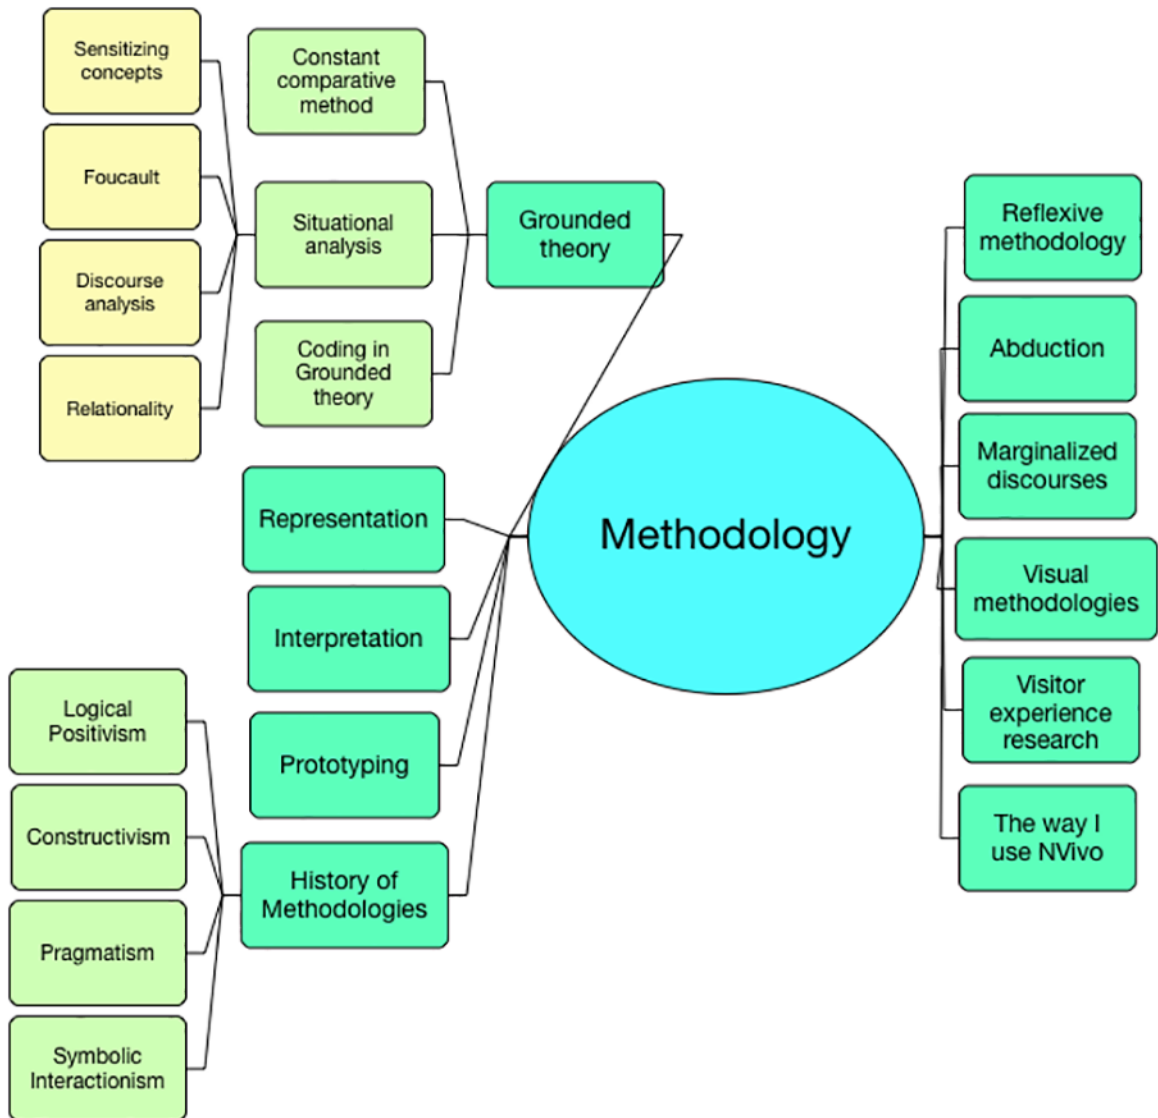 Sensitizing
concepts
Foucault
Discourse
analysis
Relationality
Constant
comparative
method
Situational
analysis
Coding in
Grounded
theory
Grounded
theory
Representation
Interpretation
Prototyping
History of
Methodologies
Logical
Positivism
Constructivism
Pragmatism
Symbolic
Interactionism
Methodology
Reflexive
methodology
Abduction
Marginalized
discourses
Visual
methodologies
Visitor
experience
research
The way I
use NVivo